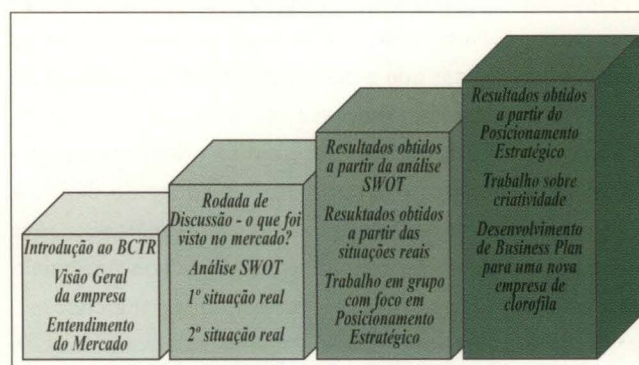 Introdução ao BCTR
Visão Geral
da empresa
Entendimento
do Mercado
Rodada de
Discussão - o que foi
visto no mercado?
Análise SWOT
1º situação real
2º situação real
Resultados obtidos
a partir da análise
SWOT
Resuktados obtidos
a partir das
situações reais
Trabalho em grupo
com foco em
Posicionamento
Estratégico
Resultados obtidos
a partir do
Posicionamento
Estratégico
Trabalho sobre
criatividade
Desenvolvimento
de Business Plan
para uma nova
empresa de
clorofila